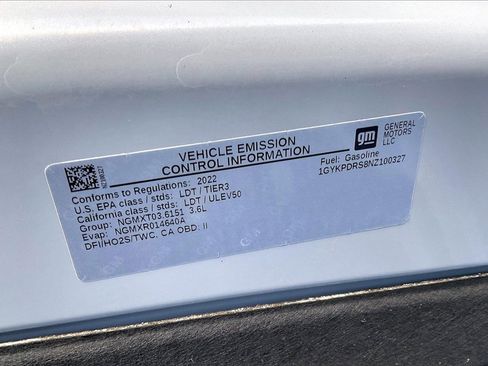 NZ100327
VEHICLE EMISSION
CONTROL INFORMATION
gm
GENERAL
MOTORS
LLC
Fuel: Gasoline
1GYKPDRS8NZ100327
Conforms to Regulations: 2022
U.S. EPA class / stds: LDT / TIER3
California class / stds: LDT / ULEV50
Group: NGMXT03.6151 3.6L
Evap: NGMXR014640A
DFI/HO2S/TWC, CA OBD: II